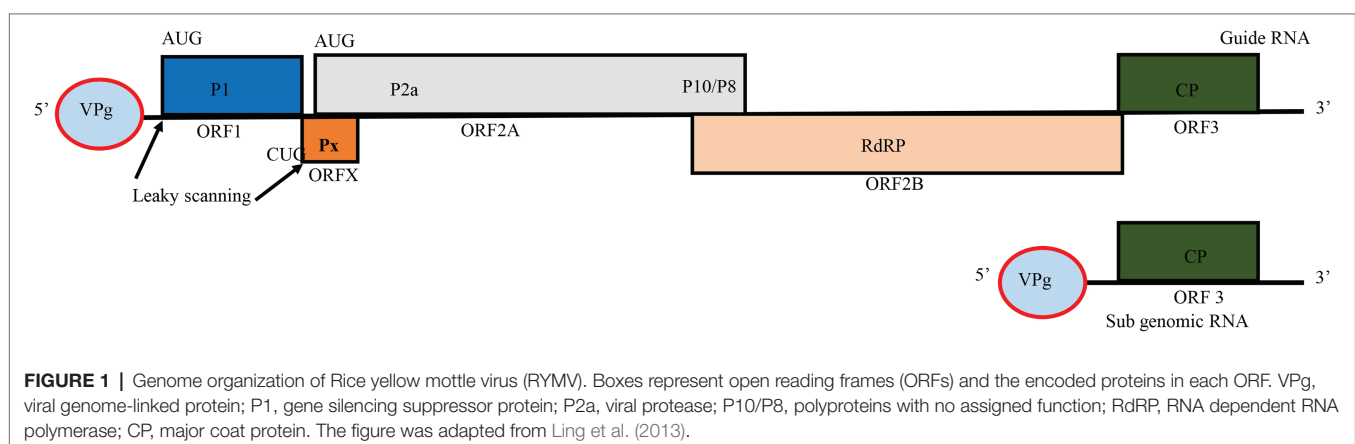 AUG
AUG
Guide RNA
5’ VPg P1 P2a P10/P8 CP 3’
ORF1 ORF2A ORF3
CUG Px RdRP
ORFX
Leaky scanning ORF2B
5’ VPg CP 3’
ORF 3
Sub genomic RNA
FIGURE 1 | Genome organization of Rice yellow mottle virus (RYMV). Boxes represent open reading frames (ORFs) and the encoded proteins in each ORF. VPg,
viral genome-linked protein; P1, gene silencing suppressor protein; P2a, viral protease; P10/P8, polyproteins with no assigned function; RdRP, RNA dependent RNA
polymerase; CP, major coat protein. The figure was adapted from Ling et al. (2013).